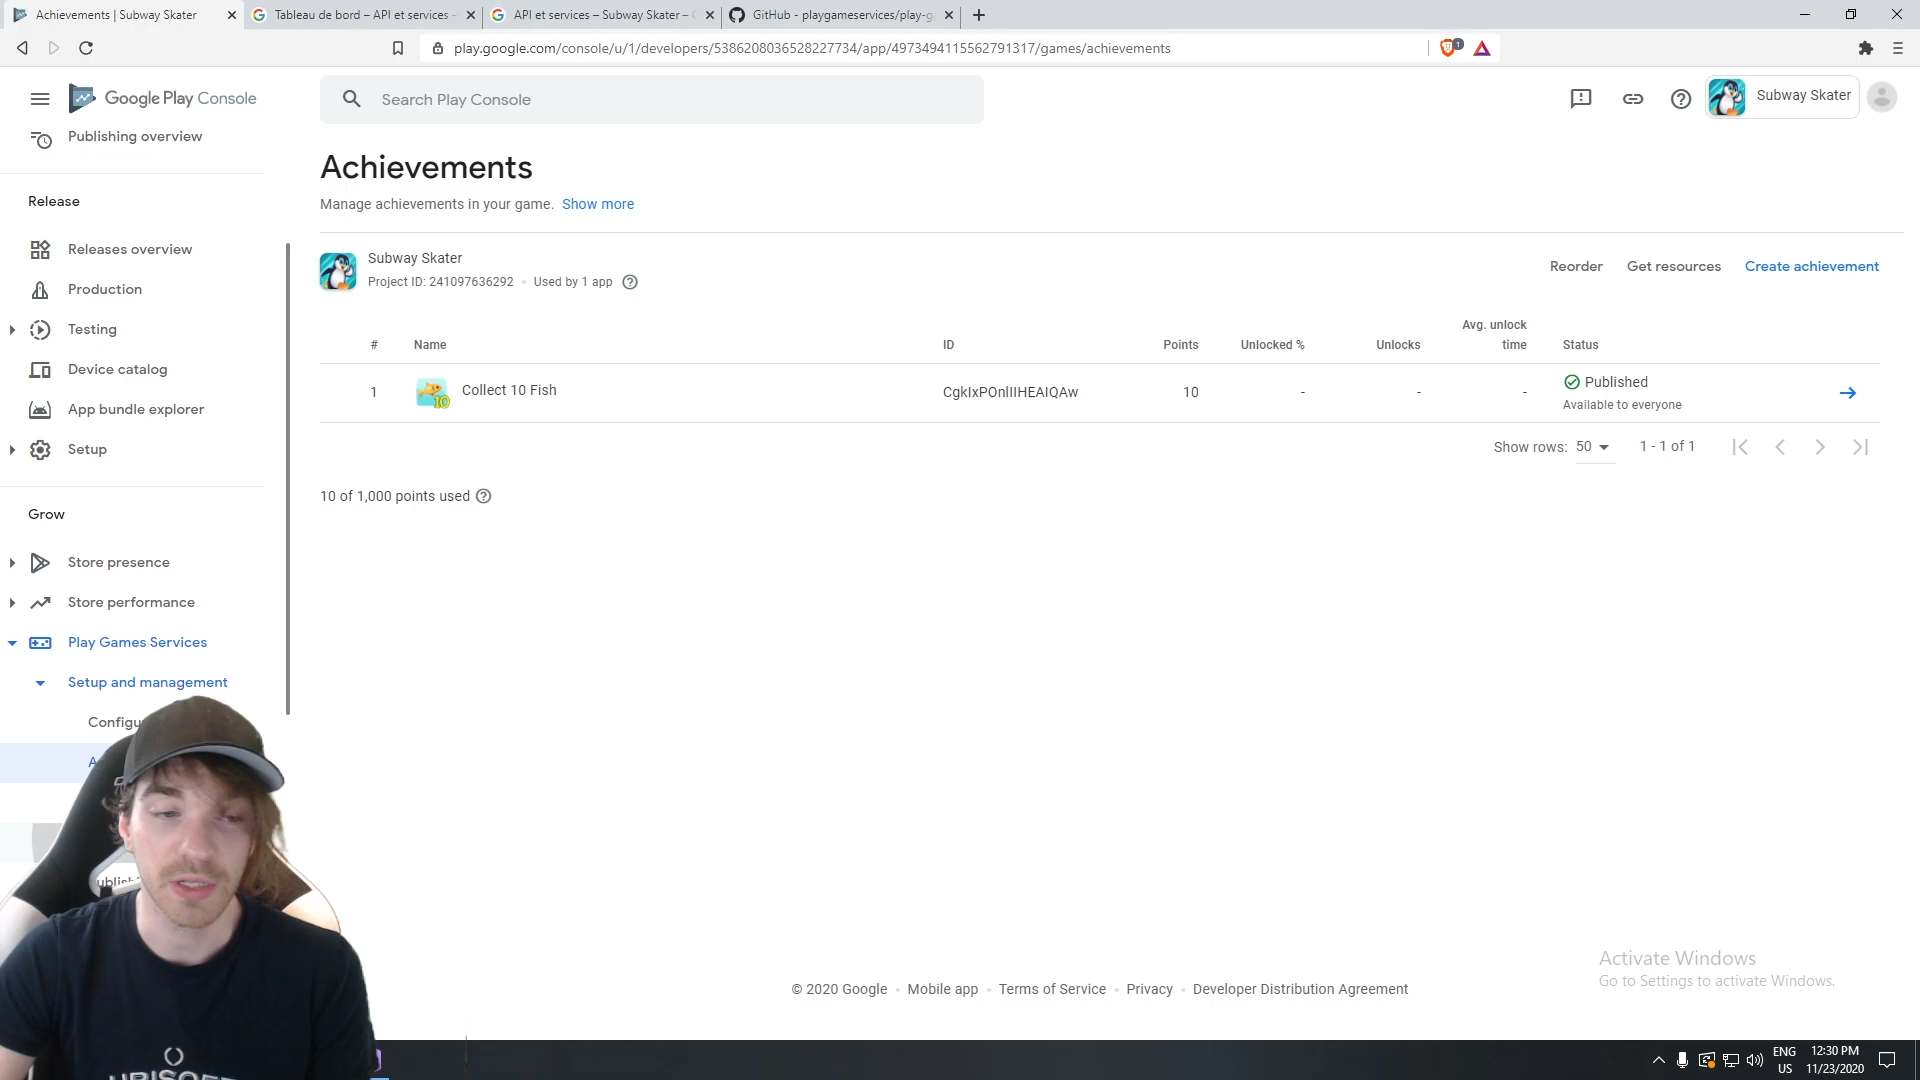 Achievements | Subway Skater
Tableau de bord – API et services –
API et services – Subway Skater –
GitHub - playgameservices/play-g
play.google.com/console/u/1/developers/5386208036528227734/app/4973494115562791317/games/achievements
1
Google Play Console
Search Play Console
Subway Skater
Publishing overview
Release
Releases overview
Production
Testing
Device catalog
App bundle explorer
Setup
Grow
Store presence
Store performance
Play Games Services
Setup and management
Configu
A
ublishi
Achievements
Manage achievements in your game. Show more
Subway Skater
Project ID: 241097636292 • Used by 1 app
Reorder Get resources Create achievement
# Name ID Points Unlocked % Unlocks Avg. unlock time Status
1 Collect 10 Fish CgkIxPOnlIIHEAIQAw 10 - - - Published
Available to everyone
Show rows: 50 1 - 1 of 1
10 of 1,000 points used
Activate Windows
Go to Settings to activate Windows.
© 2020 Google • Mobile app • Terms of Service • Privacy • Developer Distribution Agreement
ENG
US
12:30 PM
11/23/2020